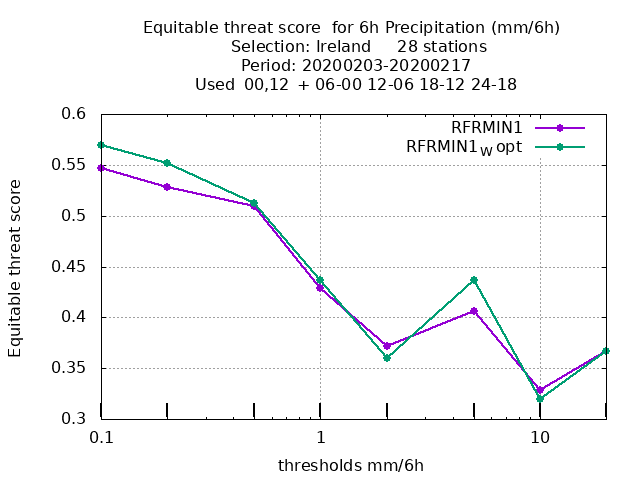 Equitable threat score  for 6h Precipitation (mm/6h)
Selection: Ireland     28 stations
Period: 20200203-20200217
Used  00,12  + 06-00 12-06 18-12 24-18
RFRMIN1
RFRMIN1W opt
Equitable threat score
0.6
0.55
0.5
0.45
0.4
0.35
0.3
0.1
1
10
thresholds mm/6h